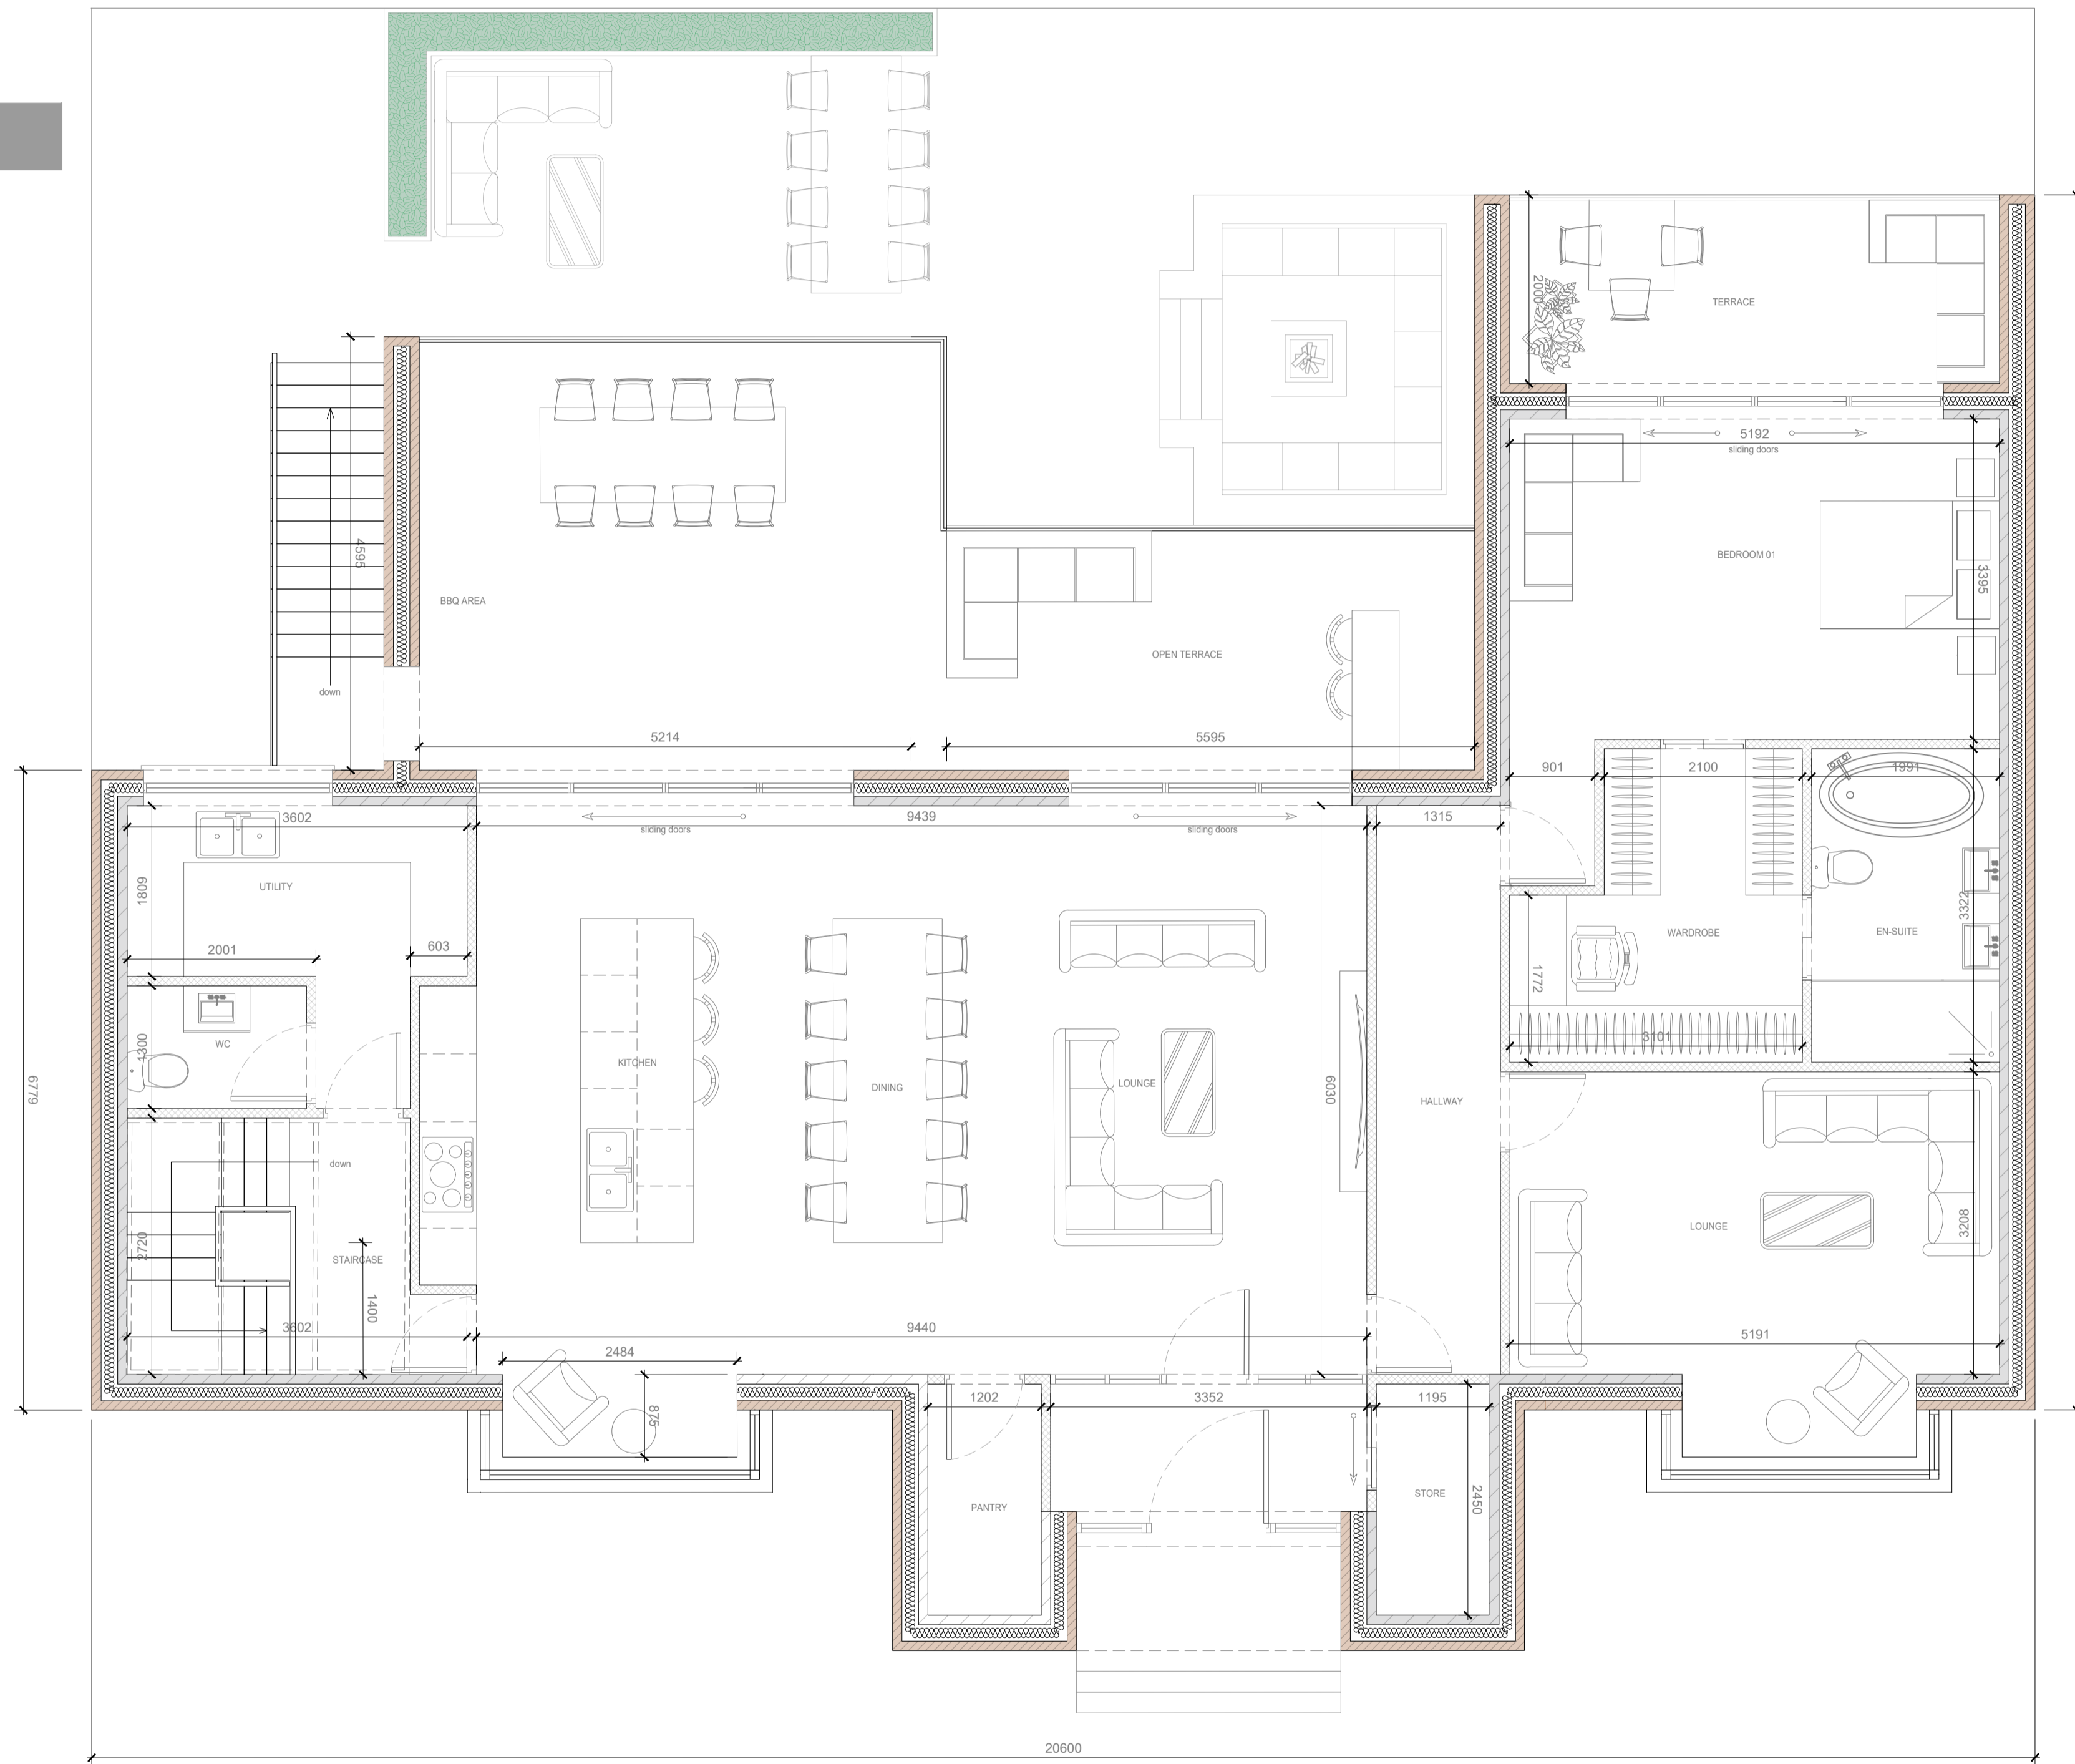 2000
TERRACE
5192
sliding doors
4595
BEDROOM 01
3395
BBQ AREA
OPEN TERRACE
down
5214
5595
901
2100
1991
3602
9439
1315
sliding doors
sliding doors
UTILITY
1809
3322
WARDROBE
EN-SUITE
2001
603
1772
WC
1300
3101
KITCHEN
DINING
LOUNGE
6030
HALLWAY
6779
down
LOUNGE
3208
2720
STAIRCASE
1400
3602
9440
5191
2484
875
1202
3352
1195
PANTRY
STORE
2450
20600